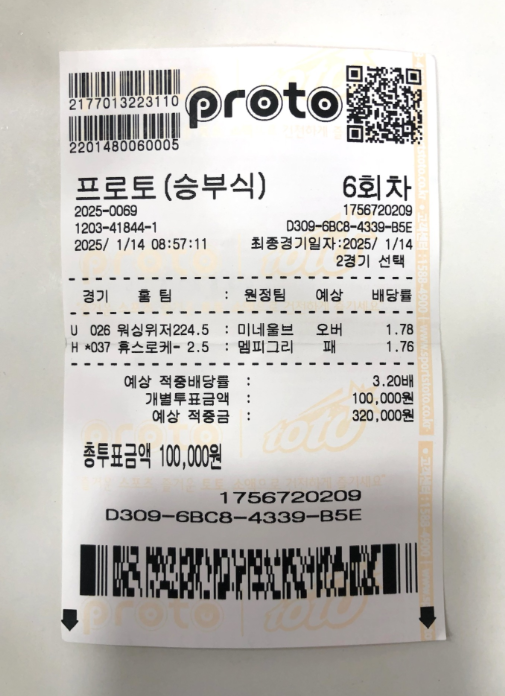 2177013223110
2201480060005
proto
프로토(승부식) 6회차
2025-0069 1756720209
1203-41844-1 D309-6BC8-4339-B5E
2025/ 1/14 08:57:11 최종경기일자:2025/ 1/14
2경기 선택
경기 홈 팀 : 원정팀 예상 배당률
U 026 워싱위저224.5 : 미네울브 오버 1.78
H *037 휴스로케- 2.5 : 멤피그리 패 1.76
예상 적중배당률 : 3.20배
개별투표금액 : 100,000원
예상 적중금 : 320,000원
총투표금액 100,000원
1756720209
D309-6BC8-4339-B5E